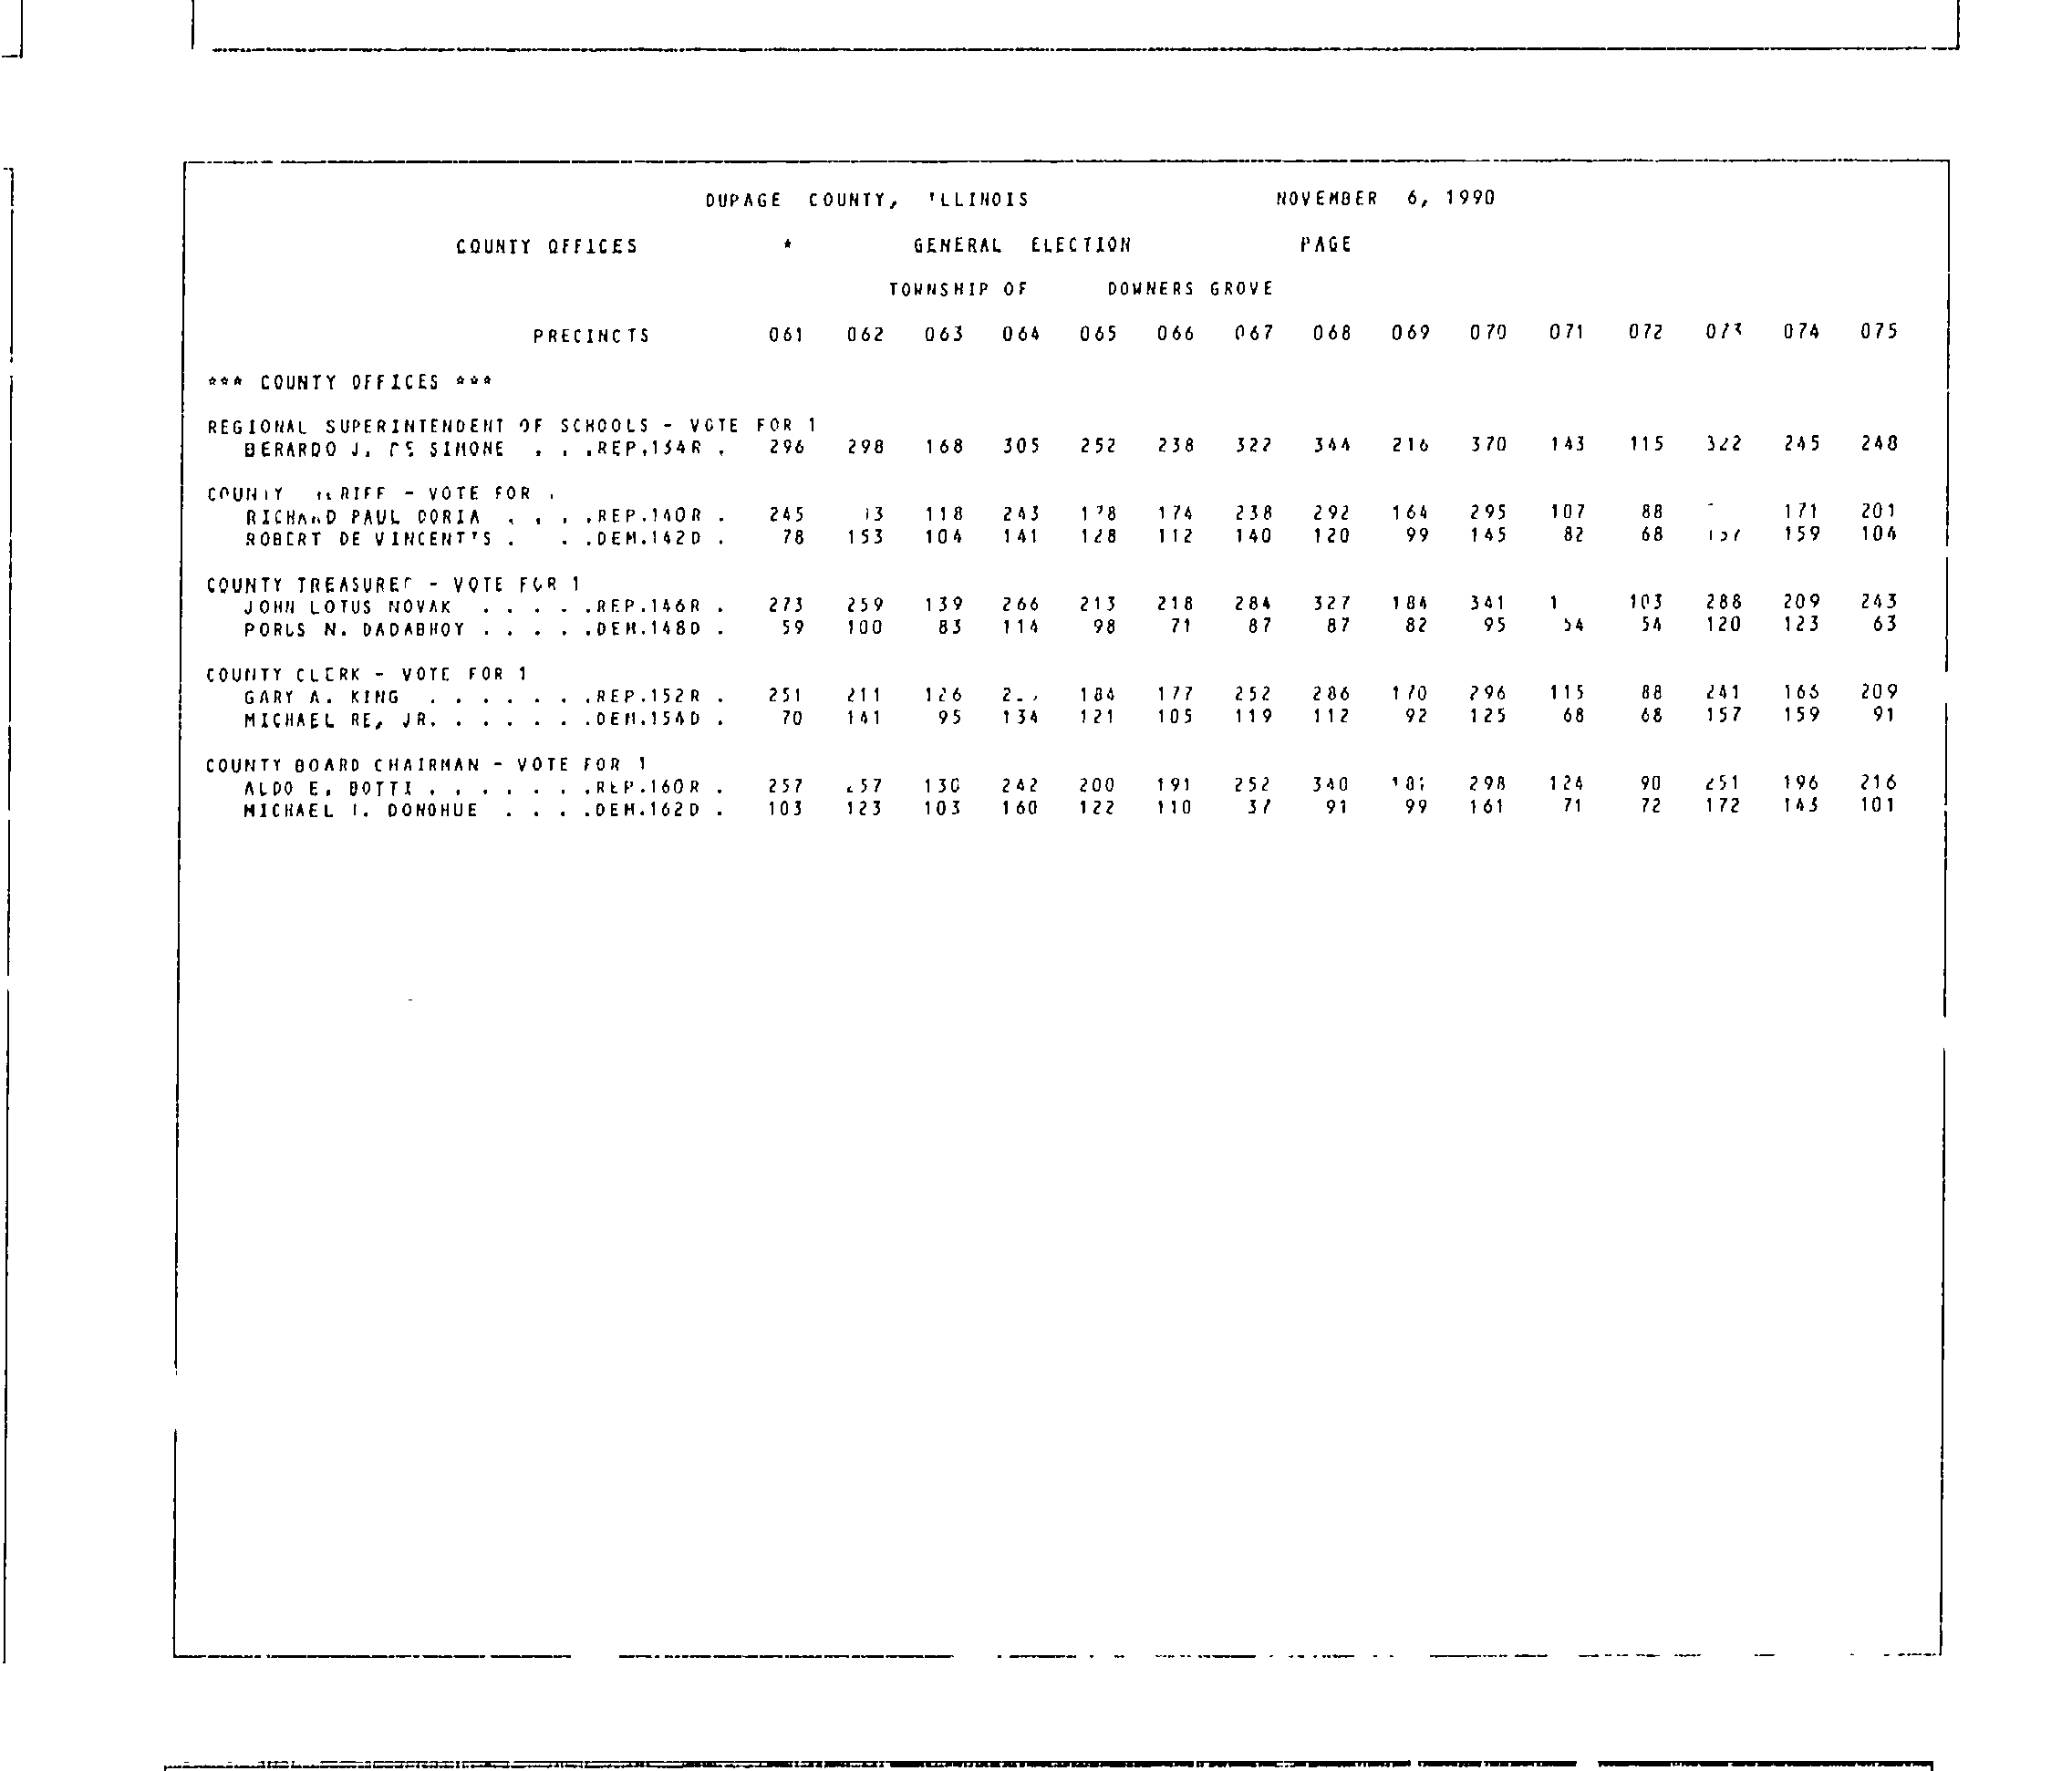 DUPAGE COUNTY, ILLINOIS NOVEMBER 6, 1990
COUNTY OFFICES * GENERAL ELECTION PAGE
TOWNSHIP OF DOWNERS GROVE
PRECINCTS 061 062 063 064 065 066 067 068 069 070 071 072 073 074 075
*** COUNTY OFFICES ***
REGIONAL SUPERINTENDENT OF SCHOOLS - VOTE FOR 1
BERARDO J. DE SIMONE . . .REP.134R . 296 298 168 305 252 238 322 344 216 370 143 115 322 245 248
COUNTY SHERIFF - VOTE FOR
RICHARD PAUL DORIA . . . .REP.140R . 245 118 243 174 238 292 164 295 107 88 171 201
ROBERT DE VINCENTIS . . .DEM.142D . 78 153 104 141 128 112 140 120 99 145 82 68 159 104
COUNTY TREASURER - VOTE FOR 1
JOHN LOTUS NOVAK . . . . .REP.146R . 273 259 139 266 213 218 284 327 184 341 103 288 209 243
PORUS N. DADABHOY . . . . .DEM.148D . 59 100 83 114 98 71 87 87 82 95 54 54 120 123 63
COUNTY CLERK - VOTE FOR 1
GARY A. KING . . . . . . .REP.152R . 251 211 126 184 177 252 286 170 296 115 88 241 166 209
MICHAEL RE, JR. . . . . . .DEM.154D . 70 141 95 134 121 105 119 112 92 125 68 68 157 159 91
COUNTY BOARD CHAIRMAN - VOTE FOR 1
ALDO E. BOTTI . . . . . . .REP.160R . 257 257 130 242 200 191 252 340 298 124 90 251 196 216
MICHAEL DONOHUE . . . .DEM.162D . 103 123 103 160 122 110 37 91 99 161 71 72 172 143 101